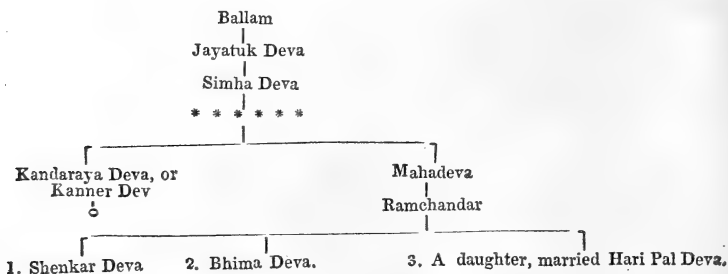 Ballam
Jayatuk Deva
Simha Deva
* * * * * *
Kandaraya Deva, or
Kanner Dev
Mahadeva
Ramchandar
1. Shenkar Deva 2. Bhima Deva. 3. A daughter, married Hari Pal Deva.